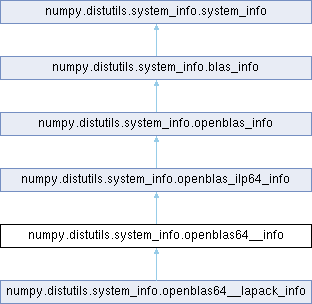 numpy.distutils.system_info.system_info
numpy.distutils.system_info.blas_info
numpy.distutils.system_info.openblas_info
numpy.distutils.system_info.openblas_ilp64_info
numpy.distutils.system_info.openblas64__info
numpy.distutils.system_info.openblas64__lapack_info